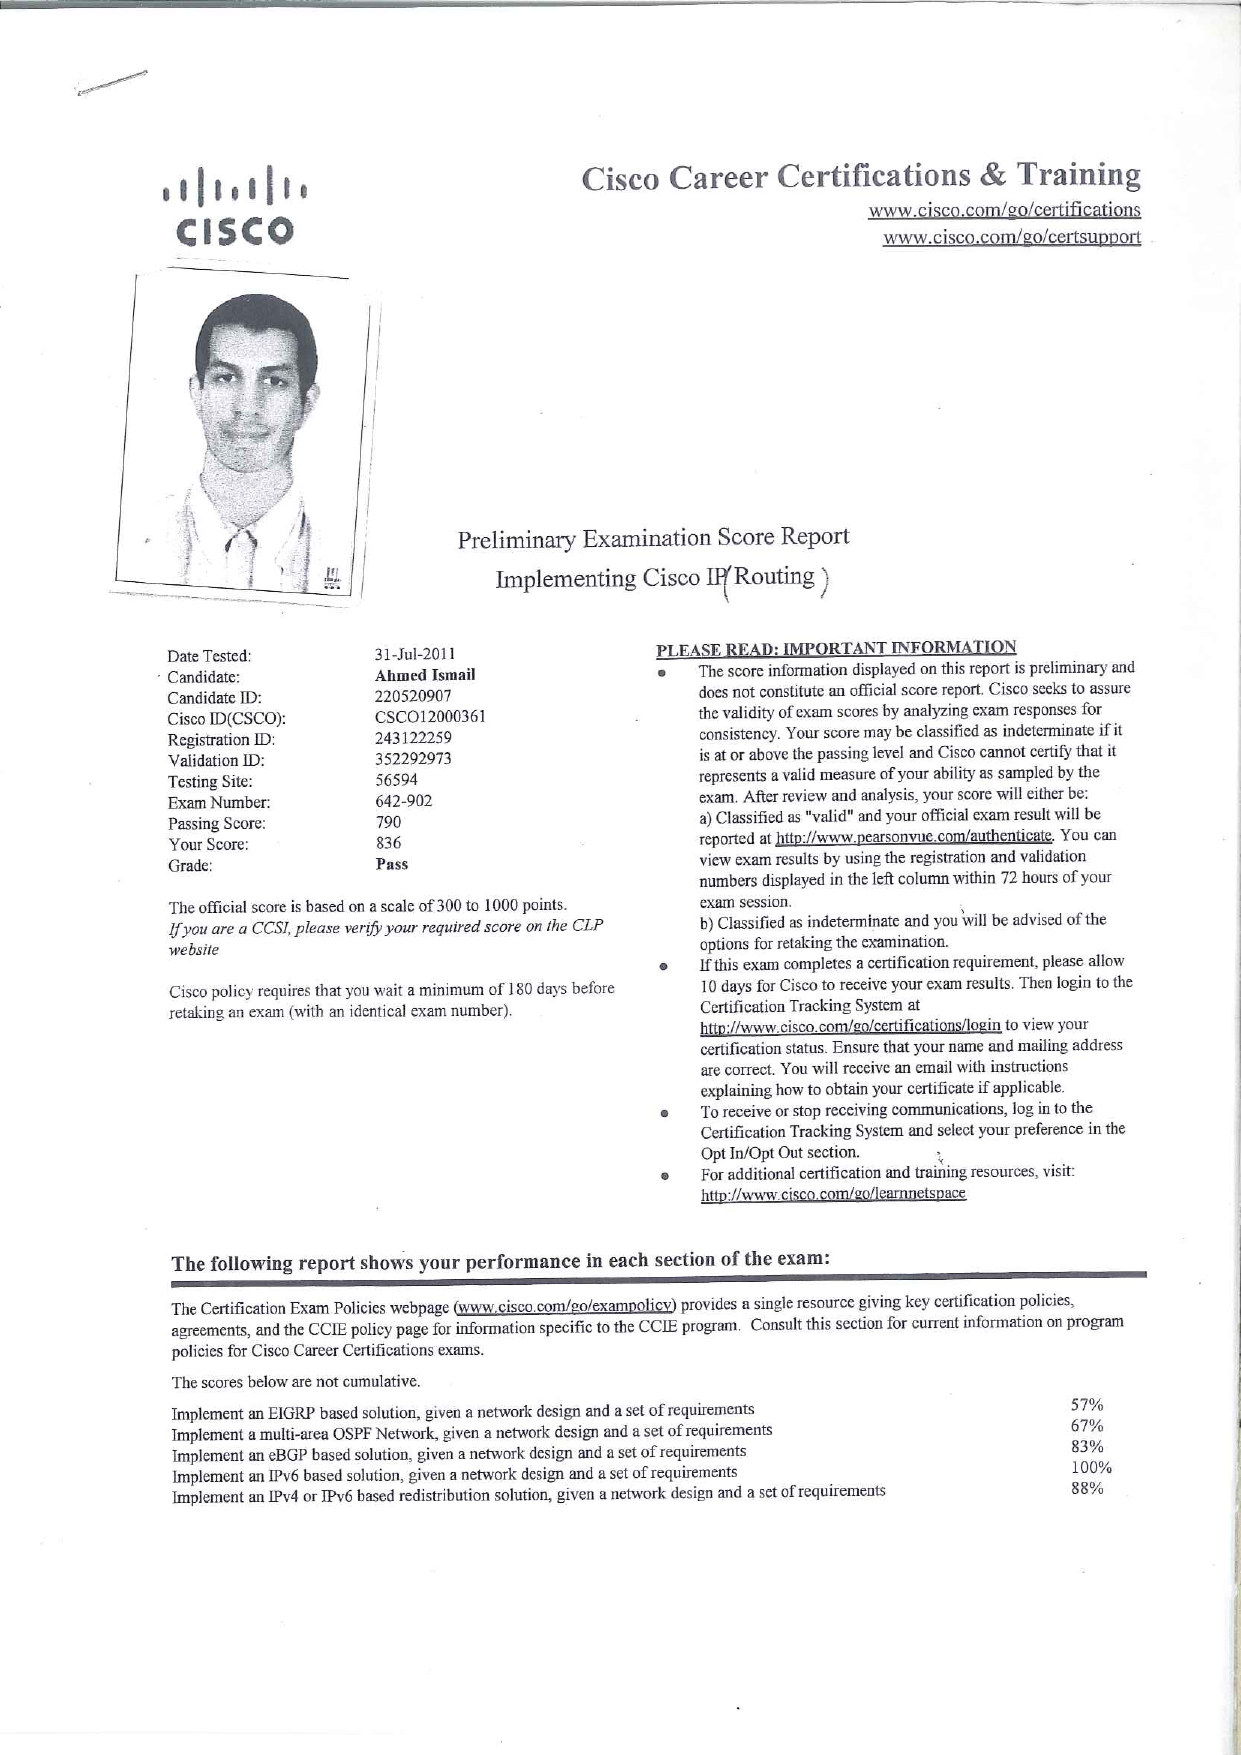 CISCO
Cisco Career Certifications & Training
www.cisco.com/go/certifications
www.cisco.com/go/certsupport
Preliminary Examination Score Report
Implementing Cisco IP (Routing)
Date Tested: 31-Jul-2011
Candidate: Ahmed Ismail
Candidate ID: 220520907
Cisco ID(CSCO): CSCO12000361
Registration ID: 243122259
Validation ID: 352292973
Testing Site: 56594
Exam Number: 642-902
Passing Score: 790
Your Score: 836
Grade: Pass
The official score is based on a scale of 300 to 1000 points.
If you are a CCSI, please verify your required score on the CLP
website
Cisco policy requires that you wait a minimum of 180 days before
retaking an exam (with an identical exam number).
PLEASE READ: IMPORTANT INFORMATION
• The score information displayed on this report is preliminary and
does not constitute an official score report. Cisco seeks to assure
the validity of exam scores by analyzing exam responses for
consistency. Your score may be classified as indeterminate if it
is at or above the passing level and Cisco cannot certify that it
represents a valid measure of your ability as sampled by the
exam. After review and analysis, your score will either be:
a) Classified as "valid" and your official exam result will be
reported at http://www.pearsonvue.com/authenticate. You can
view exam results by using the registration and validation
numbers displayed in the left column within 72 hours of your
exam session.
b) Classified as indeterminate and you will be advised of the
options for retaking the examination.
• If this exam completes a certification requirement, please allow
10 days for Cisco to receive your exam results. Then login to the
Certification Tracking System at
http://www.cisco.com/go/certifications/login to view your
certification status. Ensure that your name and mailing address
are correct. You will receive an email with instructions
explaining how to obtain your certificate if applicable.
• To receive or stop receiving communications, log in to the
Certification Tracking System and select your preference in the
Opt In/Opt Out section.
• For additional certification and training resources, visit:
http://www.cisco.com/go/learnnetspace
The following report shows your performance in each section of the exam:
The Certification Exam Policies webpage (www.cisco.com/go/exampolicy) provides a single resource giving key certification policies,
agreements, and the CCIE policy page for information specific to the CCIE program. Consult this section for current information on program
policies for Cisco Career Certifications exams.
The scores below are not cumulative.
Implement an EIGRP based solution, given a network design and a set of requirements 57%
Implement a multi-area OSPF Network, given a network design and a set of requirements 67%
Implement an eBGP based solution, given a network design and a set of requirements 83%
Implement an IPv6 based solution, given a network design and a set of requirements 100%
Implement an IPv4 or IPv6 based redistribution solution, given a network design and a set of requirements 88%